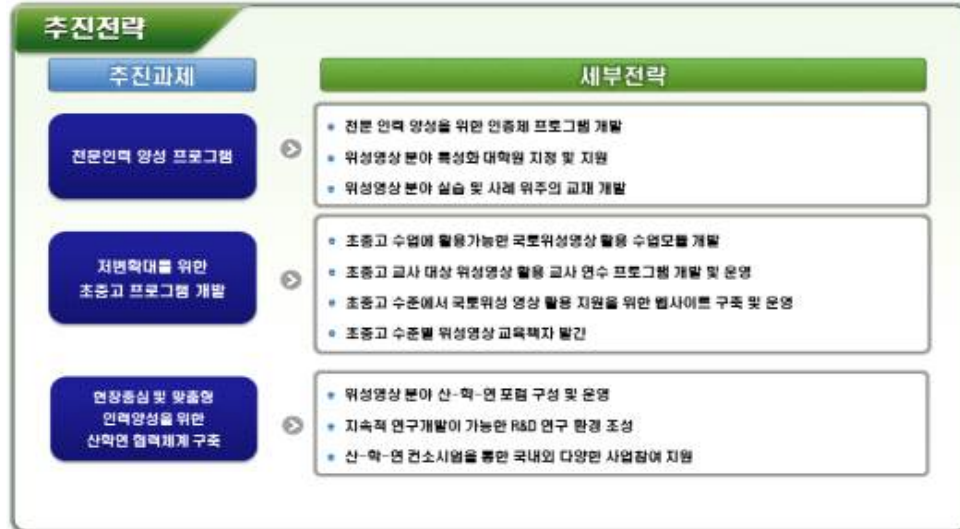 추진전략
추진과제
세부전략
전문인력 양성 프로그램
• 전문 인력 양성을 위한 인증제 프로그램 개발
• 위성영상 분야 특성화 대학원 지정 및 지원
• 위성영상 분야 실습 및 사례 위주의 교재 개발
저변확대를 위한
초중고 프로그램 개발
• 초중고 수업에 활용가능한 국토위성영상 활용 수업모듈 개발
• 초중고 교사 대상 위성영상 활용 교사 연수 프로그램 개발 및 운영
• 초중고 수준에서 국토위성 영상 활용 지원을 위한 웹사이트 구축 및 운영
• 초중고 수준별 위성영상 교육책자 발간
현장중심 및 맞춤형
인력양성을 위한
산학연 협력체계 구축
• 위성영상 분야 산-학-연 포럼 구성 및 운영
• 지속적 연구개발이 가능한 R&D 연구 환경 조성
• 산-학-연 컨소시엄을 통한 국내외 다양한 사업참여 지원